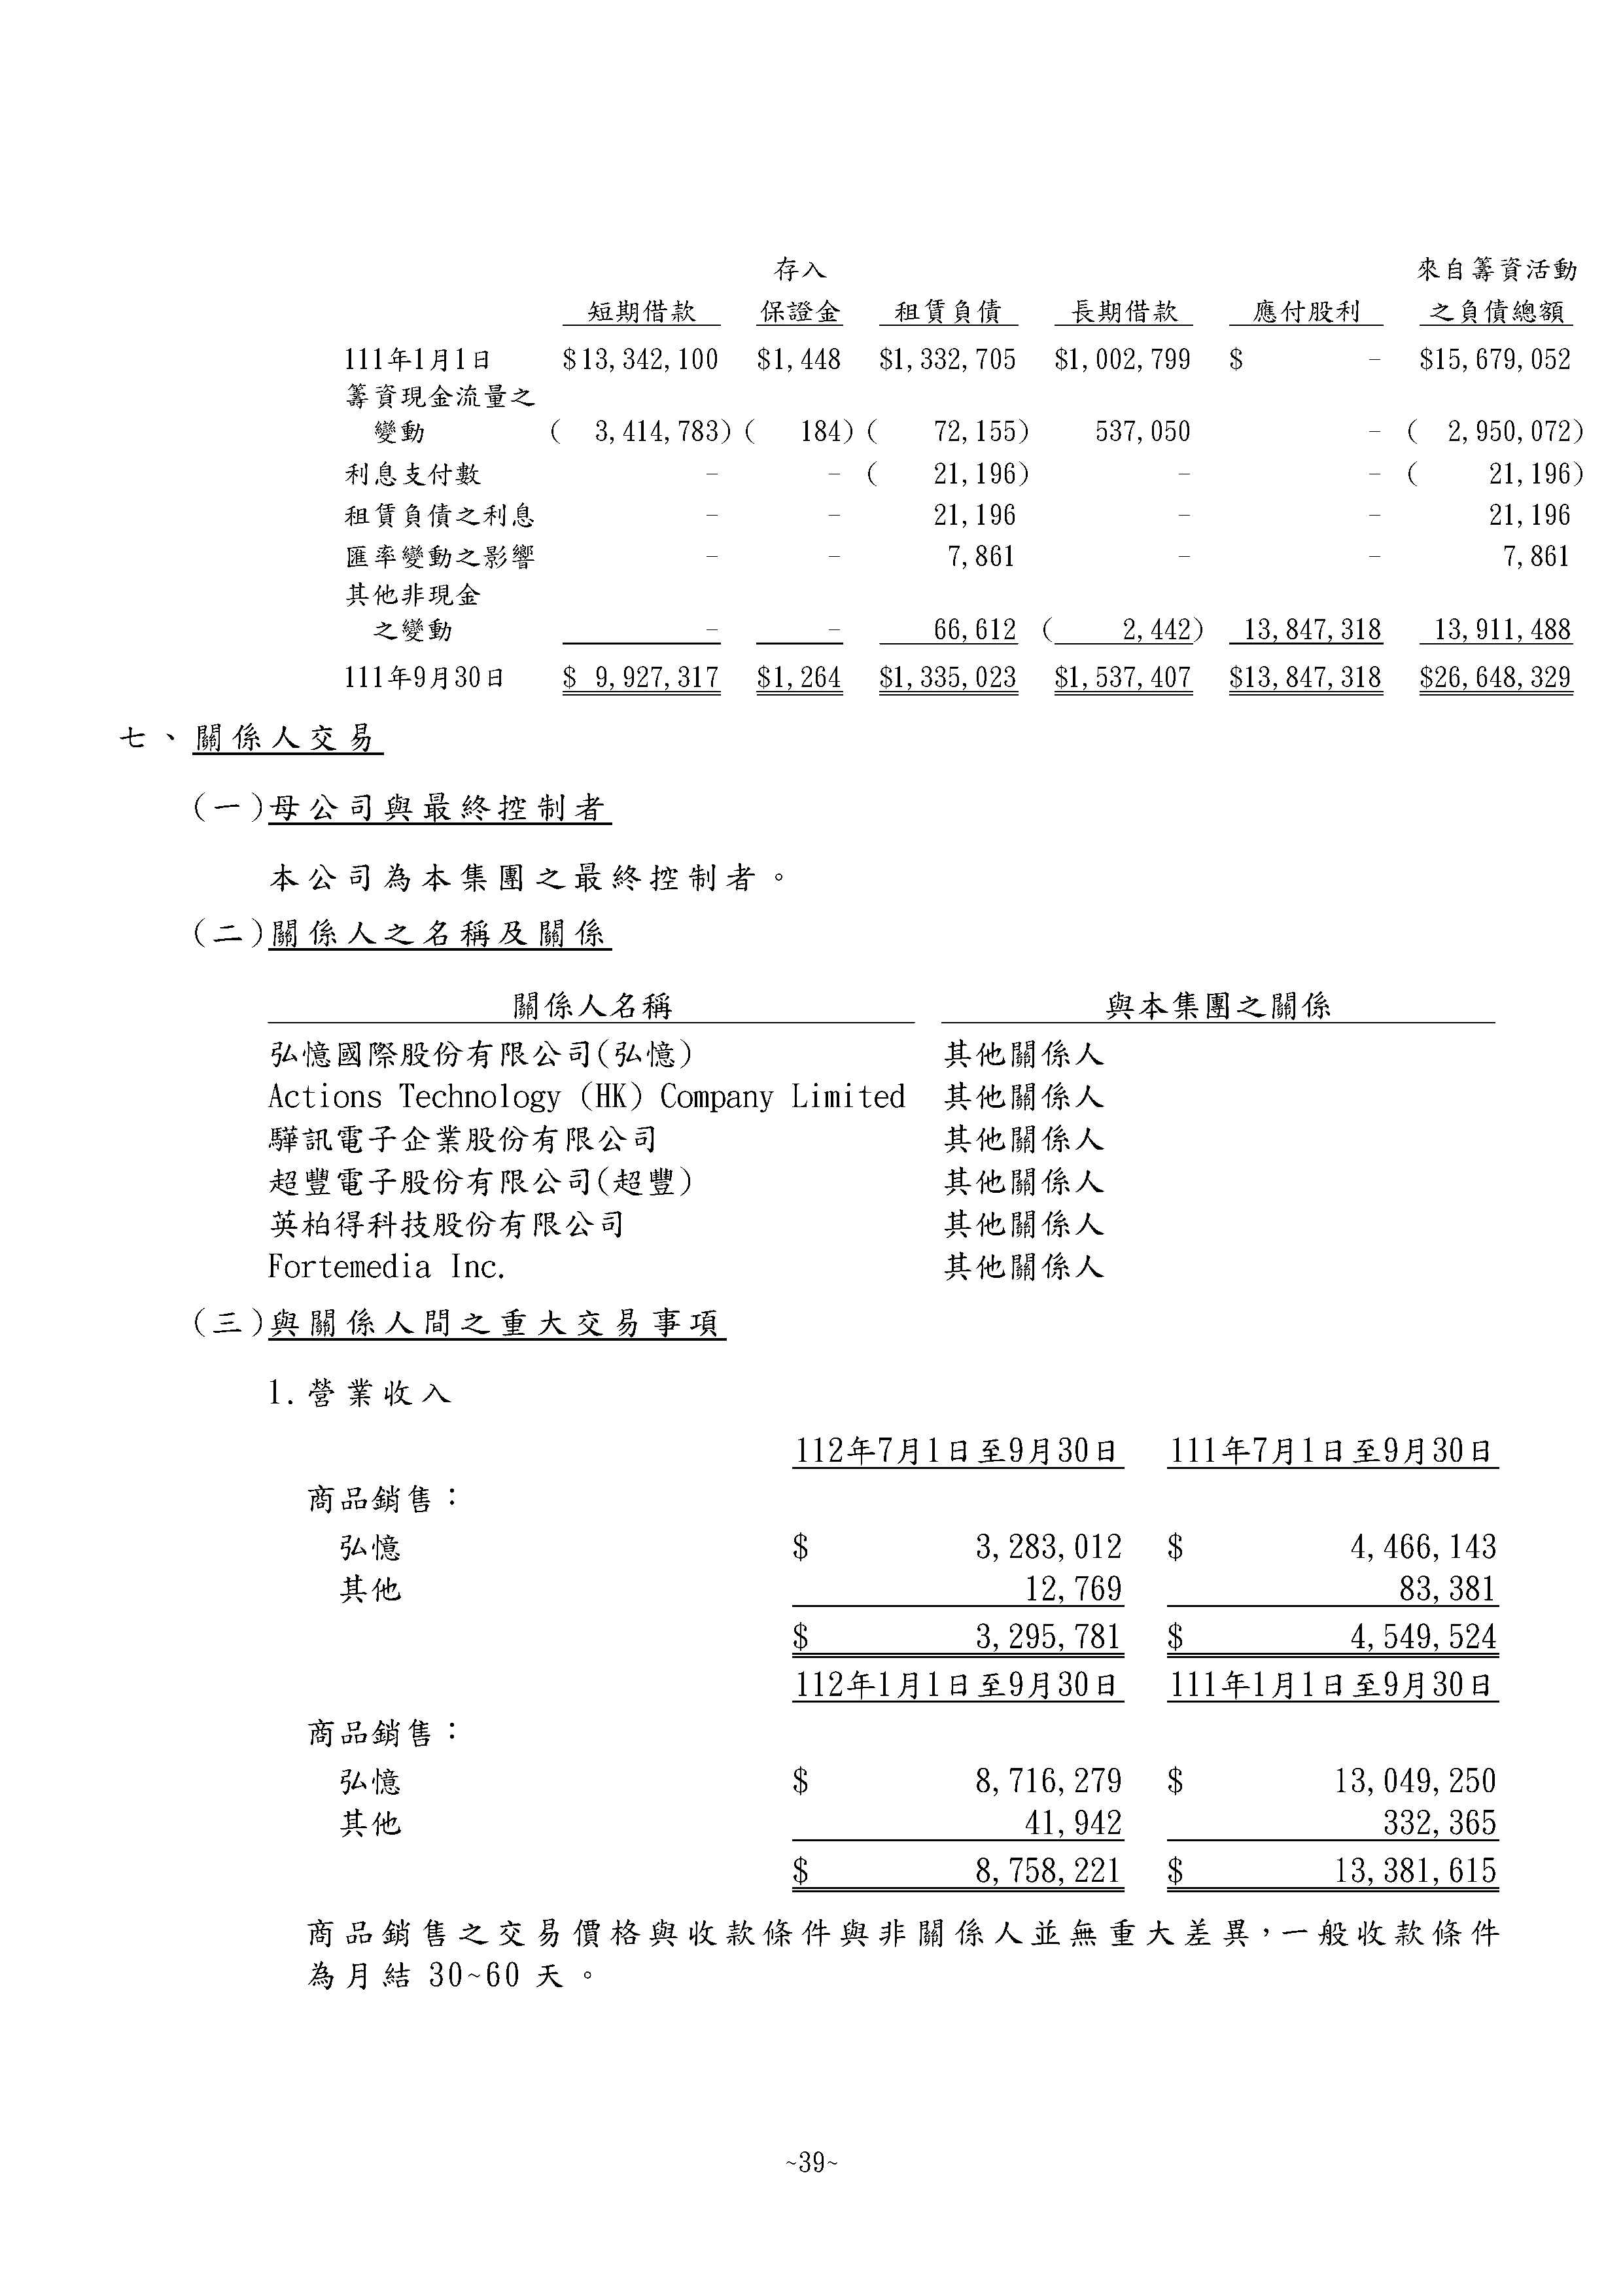 存入 來自籌資活動
短期借款 保證金 租賃負債 長期借款 應付股利 之負債總額
111年1月1日 $13,342,100 $1,448 $1,332,705 $1,002,799 $ - $15,679,052
籌資現金流量之
變動 ( 3,414,783) ( 184) ( 72,155) 537,050 - ( 2,950,072)
利息支付數 - - ( 21,196) - - ( 21,196)
租賃負債之利息 - - 21,196 - - 21,196
匯率變動之影響 - - 7,861 - - 7,861
其他非現金
之變動 - - 66,612 ( 2,442) 13,847,318 13,911,488
111年9月30日 $ 9,927,317 $1,264 $1,335,023 $1,537,407 $13,847,318 $26,648,329
七、關係人交易
(一)母公司與最終控制者
本公司為本集團之最終控制者。
(二)關係人之名稱及關係
關係人名稱 與本集團之關係
弘憶國際股份有限公司(弘憶) 其他關係人
Actions Technology (HK) Company Limited 其他關係人
驊訊電子企業股份有限公司 其他關係人
超豐電子股份有限公司(超豐) 其他關係人
英柏得科技股份有限公司 其他關係人
Fortemedia Inc. 其他關係人
(三)與關係人間之重大交易事項
1.營業收入
112年7月1日至9月30日 111年7月1日至9月30日
商品銷售：
弘憶 $ 3,283,012 $ 4,466,143
其他 12,769 83,381
$ 3,295,781 $ 4,549,524
112年1月1日至9月30日 111年1月1日至9月30日
商品銷售：
弘憶 $ 8,716,279 $ 13,049,250
其他 41,942 332,365
$ 8,758,221 $ 13,381,615
商品銷售之交易價格與收款條件與非關係人並無重大差異，一般收款條件
為月結 30~60 天。
~39~